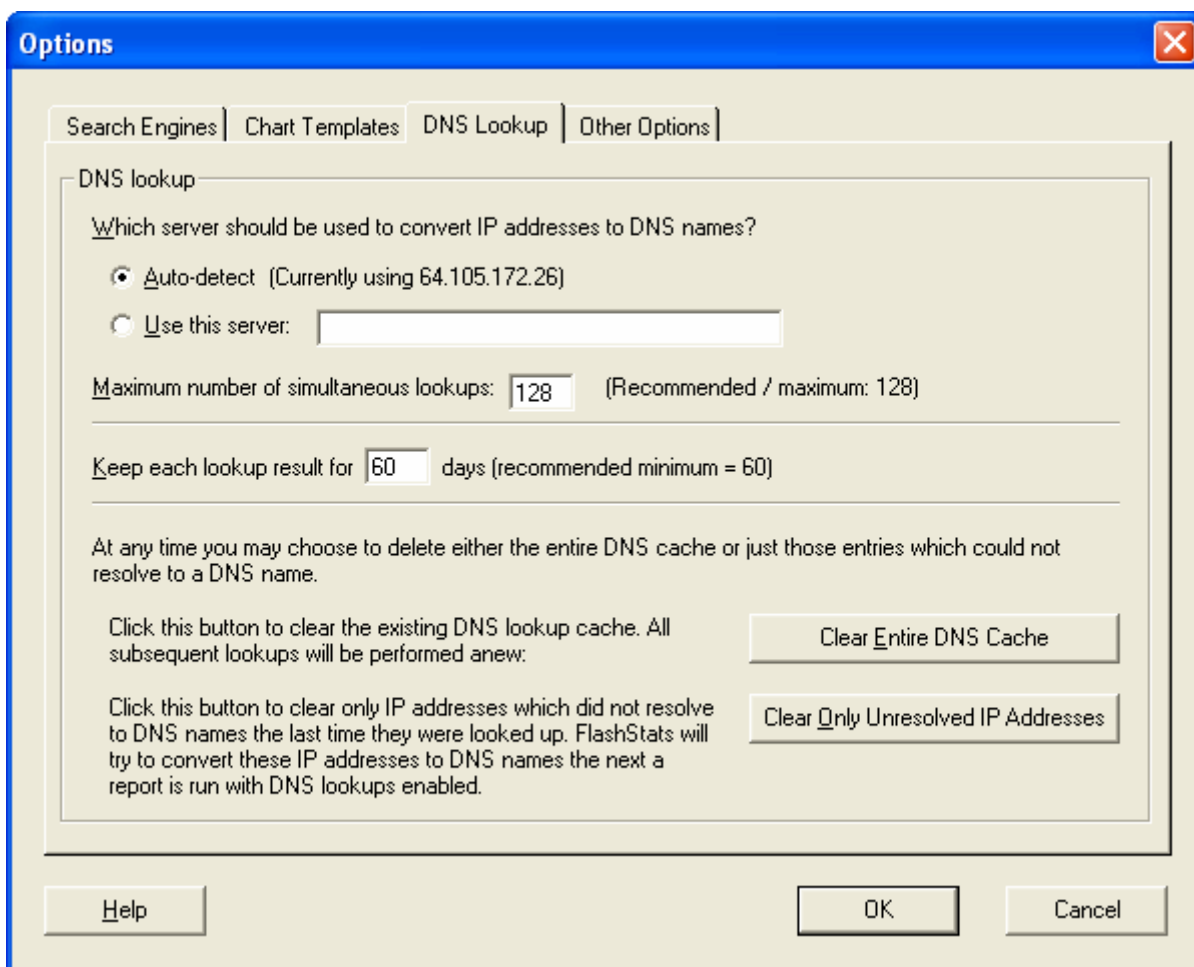 Options
Search Engines Chart Templates DNS Lookup Other Options
DNS lookup
Which server should be used to convert IP addresses to DNS names?
Auto-detect (Currently using 64.105.172.26)
Use this server:
Maximum number of simultaneous lookups: 128 (Recommended / maximum: 128)
Keep each lookup result for 60 days (recommended minimum = 60)
At any time you may choose to delete either the entire DNS cache or just those entries which could not
resolve to a DNS name.
Click this button to clear the existing DNS lookup cache. All
subsequent lookups will be performed anew:
Clear Entire DNS Cache
Click this button to clear only IP addresses which did not resolve
to DNS names the last time they were looked up. FlashStats will
try to convert these IP addresses to DNS names the next a
report is run with DNS lookups enabled.
Clear Only Unresolved IP Addresses
Help OK Cancel